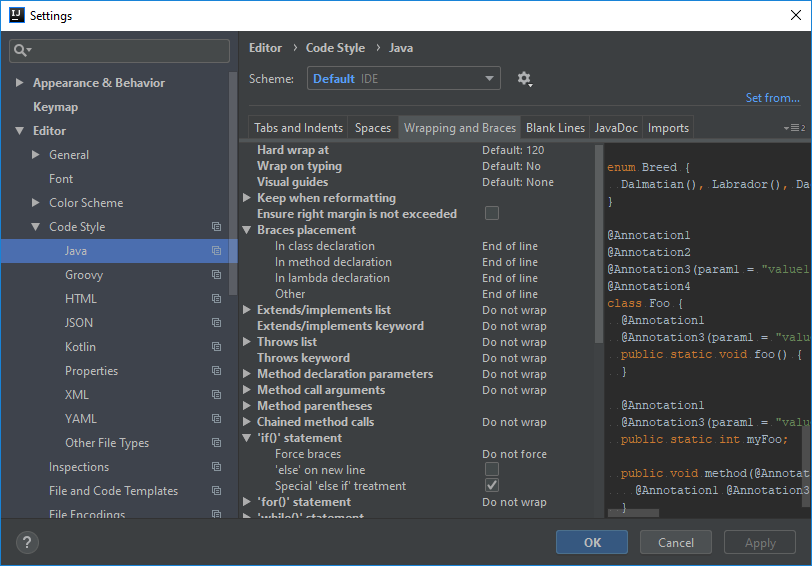 Settings
Editor › Code Style › Java
Scheme: Default IDE
Set from...
Appearance & Behavior
Keymap
Editor
General
Font
Color Scheme
Code Style
Java
Groovy
HTML
JSON
Kotlin
Properties
XML
YAML
Other File Types
Inspections
File and Code Templates
File Encodings
Tabs and Indents Spaces Wrapping and Braces Blank Lines JavaDoc Imports 2
Hard wrap at Default: 120
Wrap on typing Default: No
Visual guides Default: None
Keep when reformatting
Ensure right margin is not exceeded
Braces placement
In class declaration End of line
In method declaration End of line
In lambda declaration End of line
Other End of line
Extends/implements list Do not wrap
Extends/implements keyword Do not wrap
Throws list Do not wrap
Throws keyword Do not wrap
Method declaration parameters Do not wrap
Method call arguments Do not wrap
Method parentheses
Chained method calls Do not wrap
'if()' statement
Force braces Do not force
'else' on new line
Special 'else if' treatment
'for()' statement Do not wrap
'while()' statement
enum Breed {
Dalmatian(), Labrador(), Da
}
@Annotation1
@Annotation2
@Annotation3(param1 = "value1
@Annotation4
class Foo {
@Annotation1
@Annotation3(param1 = "valu
public static void foo() {
}
@Annotation1
@Annotation3(param1 = "valu
public static int myFoo;
public void method(@Annotat
@Annotation1 @Annotation3
}
? OK Cancel Apply